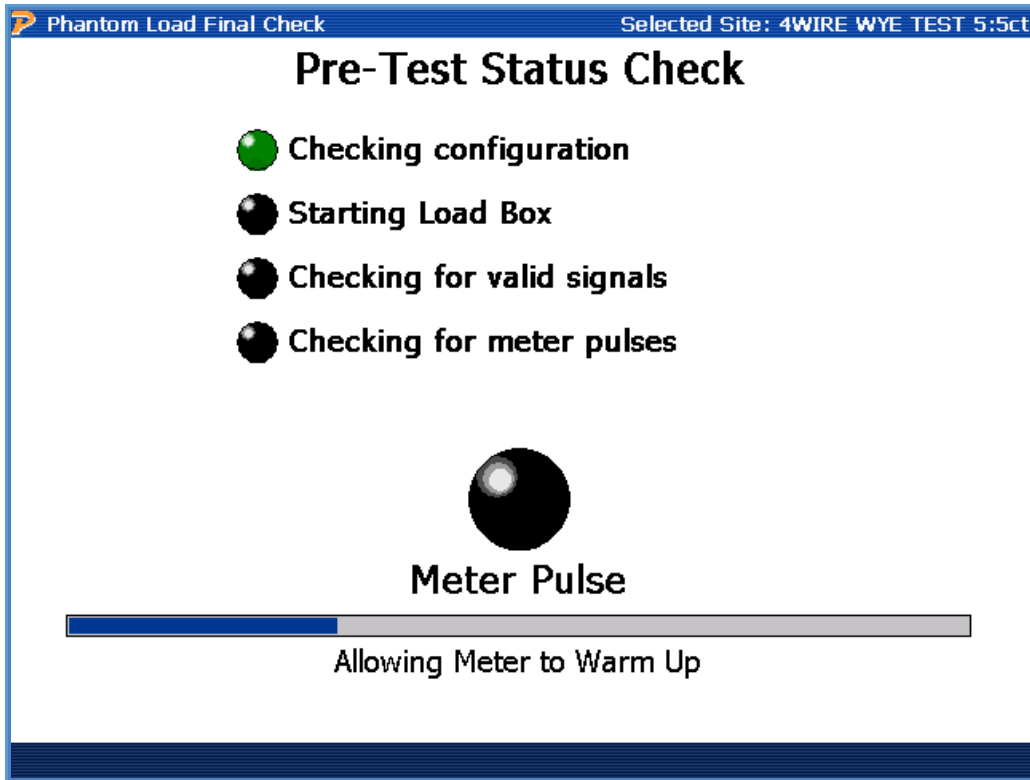 Phantom Load Final Check Selected Site: 4WIRE WYE TEST 5:5ct
Pre-Test Status Check
Checking configuration
Starting Load Box
Checking for valid signals
Checking for meter pulses
Meter Pulse
Allowing Meter to Warm Up